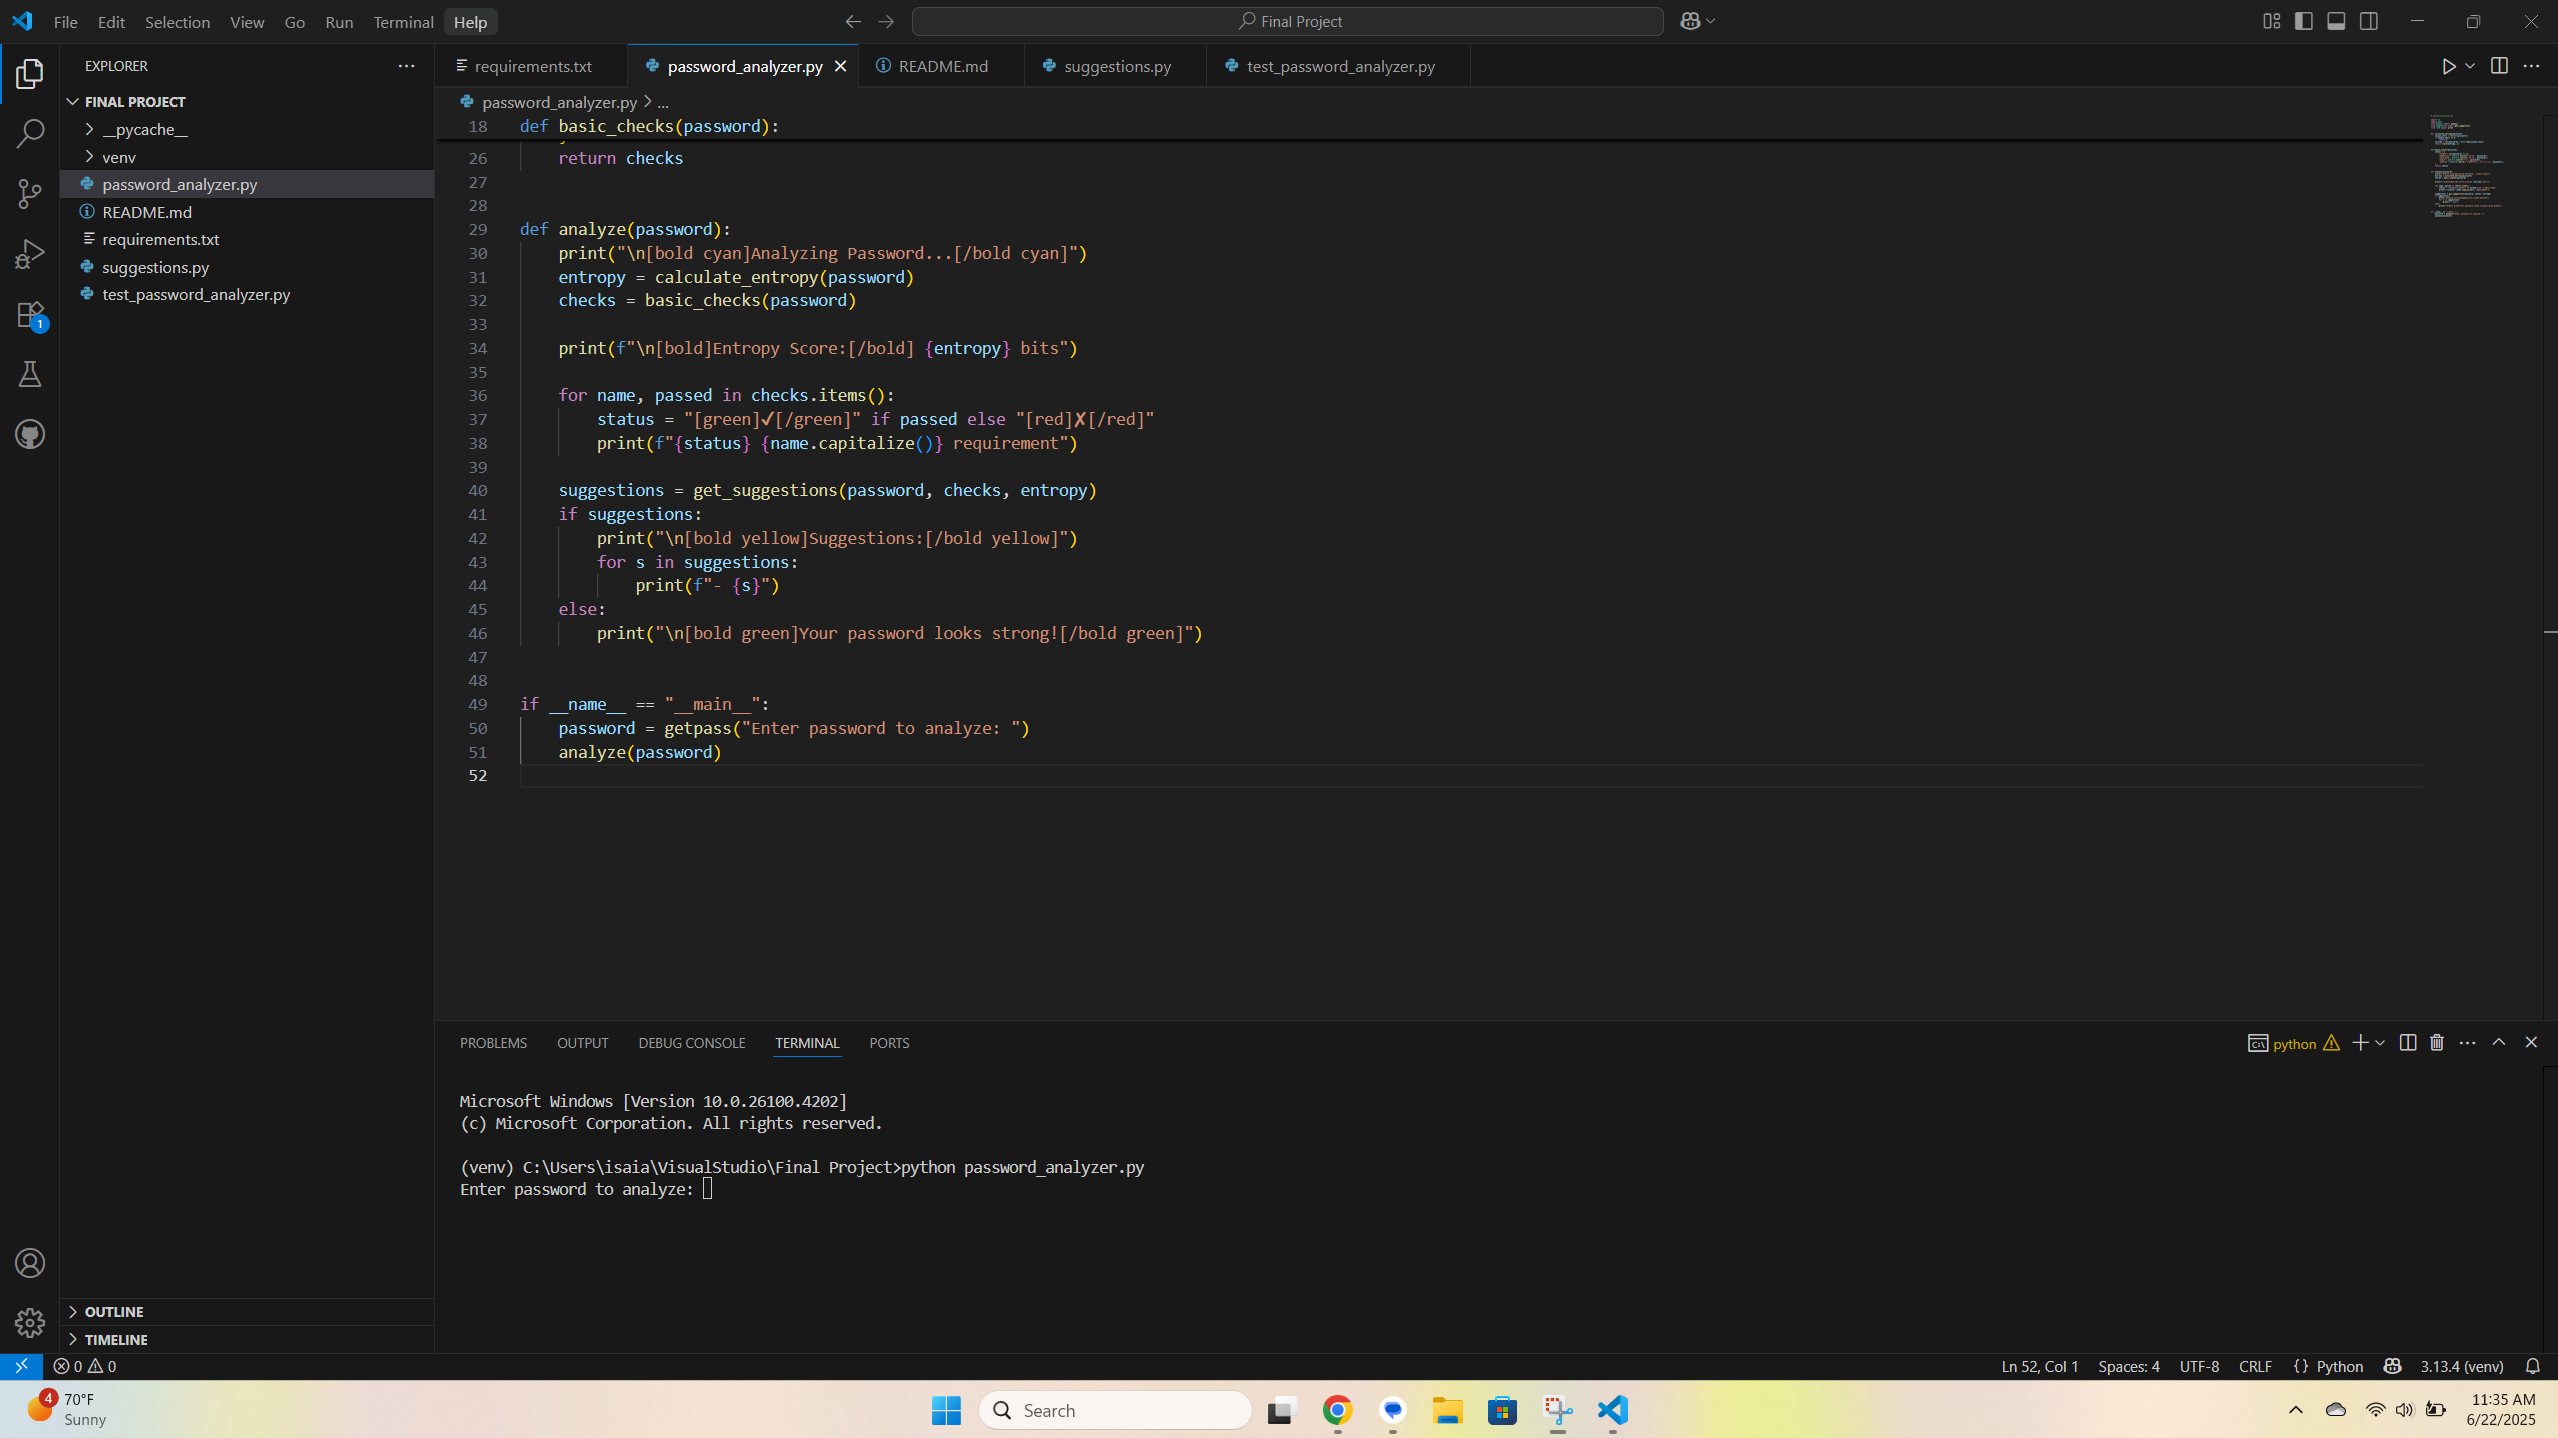 File Edit Selection View Go Run Terminal Help
Final Project
EXPLORER
FINAL PROJECT
__pycache__
venv
password_analyzer.py
README.md
requirements.txt
suggestions.py
test_password_analyzer.py
1
OUTLINE
TIMELINE
requirements.txt password_analyzer.py README.md suggestions.py test_password_analyzer.py
password_analyzer.py > ...
18 def basic_checks(password):
26     return checks
27
28
29 def analyze(password):
30     print("\n[bold cyan]Analyzing Password...[/bold cyan]")
31     entropy = calculate_entropy(password)
32     checks = basic_checks(password)
33
34     print(f"\n[bold]Entropy Score:[/bold] {entropy} bits")
35
36     for name, passed in checks.items():
37         status = "[green]✔[/green]" if passed else "[red]✘[/red]"
38         print(f"{status} {name.capitalize()} requirement")
39
40     suggestions = get_suggestions(password, checks, entropy)
41     if suggestions:
42         print("\n[bold yellow]Suggestions:[/bold yellow]")
43         for s in suggestions:
44             print(f"- {s}")
45     else:
46         print("\n[bold green]Your password looks strong![/bold green]")
47
48
49 if __name__ == "__main__":
50     password = getpass("Enter password to analyze: ")
51     analyze(password)
52
PROBLEMS OUTPUT DEBUG CONSOLE TERMINAL PORTS
python
Microsoft Windows [Version 10.0.26100.4202]
(c) Microsoft Corporation. All rights reserved.
(venv) C:\Users\isaia\VisualStudio\Final Project>python password_analyzer.py
Enter password to analyze:
0 0
Ln 52, Col 1 Spaces: 4 UTF-8 CRLF {} Python 3.13.4 (venv)
4
70°F
Sunny
Search
11:35 AM
6/22/2025